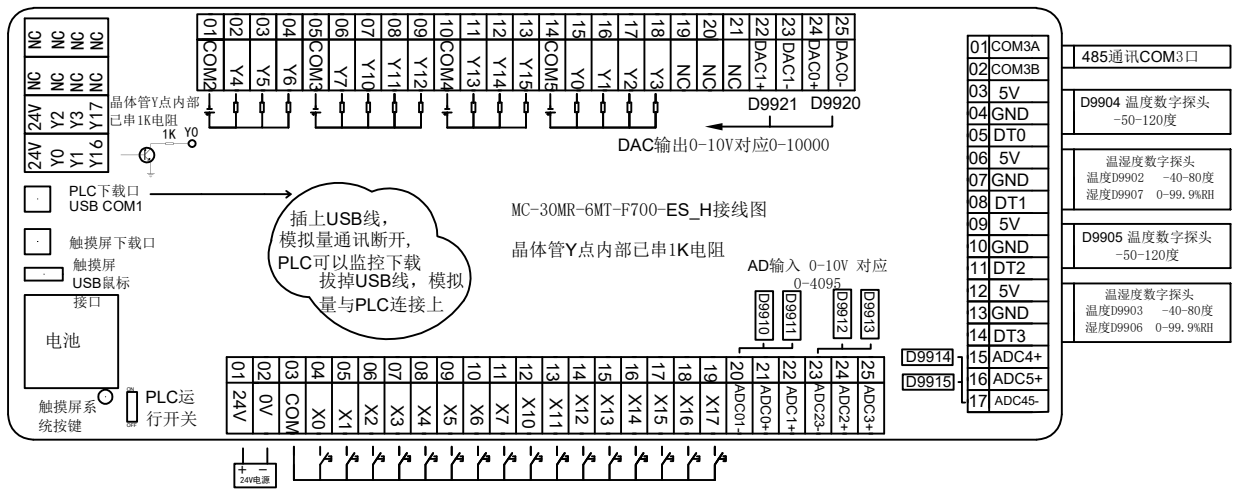 NC NC NC NC
NC NC NC NC
24V Y2 Y3 Y17
24V Y0 Y1 Y16
晶体管Y点内部
已串1K电阻
1K Y0
PLC下载口
USB COM1
触摸屏下载口
触摸屏
USB鼠标
接口
电池
触摸屏系
统按键
ON
OFF
PLC运
行开关
01 COM2
02 Y4
03 Y5
04 Y6
05 COM3
06 Y7
07 Y10
08 Y11
09 Y12
10 COM4
11 Y13
12 Y14
13 Y15
14 COM5
15 Y0
16 Y1
17 Y2
18 Y3
19 NC
20 NC
21 NC
22 DAC1+
23 DAC1-
24 DAC0+
25 DAC0-
D9921 D9920
DAC输出0-10V对应0-10000
插上USB线，
模拟量通讯断开,
PLC可以监控下载
拔掉USB线，模拟
量与PLC连接上
MC-30MR-6MT-F700-ES_H接线图
晶体管Y点内部已串1K电阻
AD输入 0-10V 对应
0-4095
D9910
D9911
D9912
D9913
D9914
D9915
01 24V
02 0V
03 COM
04 X0
05 X1
06 X2
07 X3
08 X4
09 X5
10 X6
11 X7
12 X10
13 X11
14 X12
15 X13
16 X14
17 X15
18 X16
19 X17
20 ADC01-
21 ADC0+
22 ADC1+
23 ADC23-
24 ADC2+
25 ADC3+
+ −
24V电源
01 COM3A
02 COM3B
03 5V
04 GND
05 DT0
06 5V
07 GND
08 DT1
09 5V
10 GND
11 DT2
12 5V
13 GND
14 DT3
15 ADC4+
16 ADC5+
17 ADC45-
485通讯COM3口
D9904 温度数字探头
-50-120度
温湿度数字探头
温度D9902 -40-80度
湿度D9907 0-99.9%RH
D9905 温度数字探头
-50-120度
温湿度数字探头
温度D9903 -40-80度
湿度D9906 0-99.9%RH